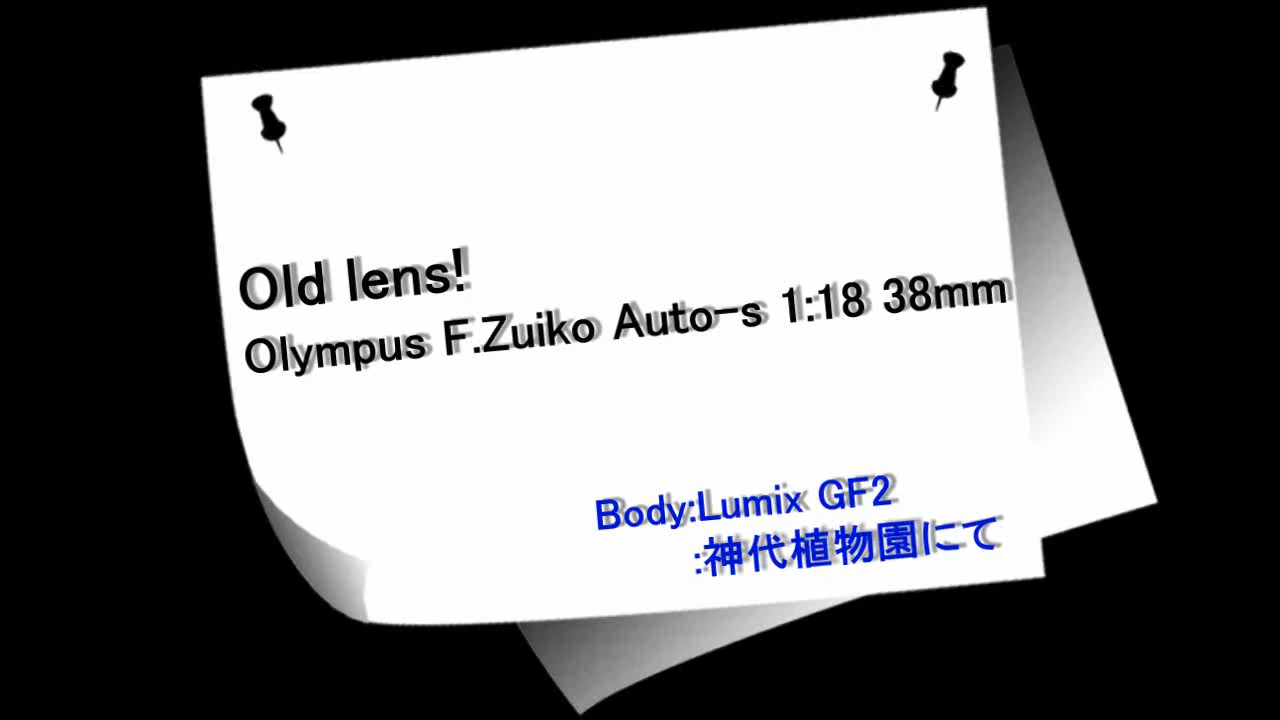 Old lens!
Olympus F.Zuiko Auto-s 1:18 38mm
Body:Lumix GF2
:神代植物園にて